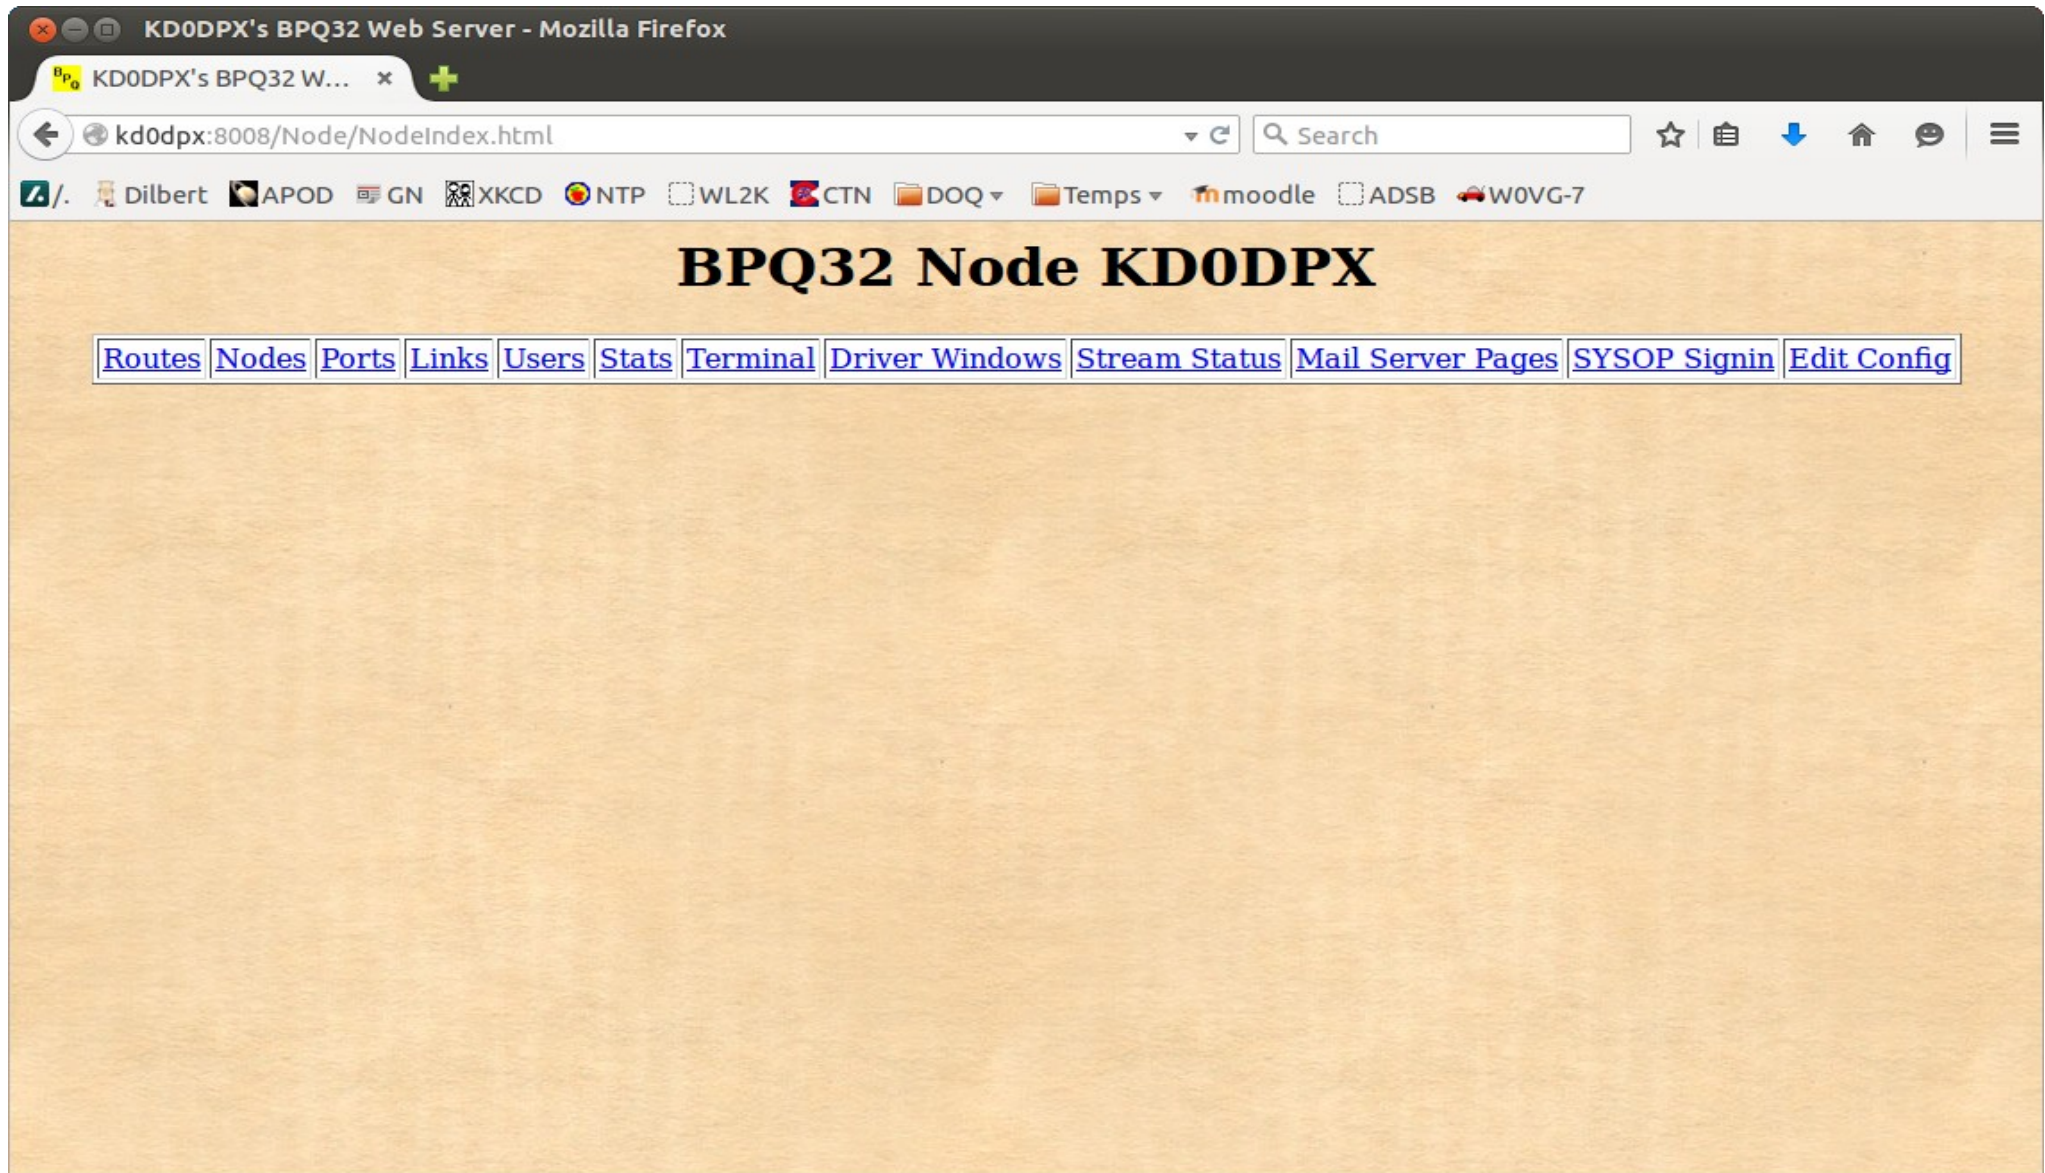 KD0DPX's BPQ32 Web Server - Mozilla Firefox
BPQ KD0DPX's BPQ32 W...
kd0dpx:8008/Node/NodeIndex.html Search
/. Dilbert APOD GN XKCD NTP WL2K CTN DOQ Temps moodle ADSB W0VG-7
BPQ32 Node KD0DPX
Routes Nodes Ports Links Users Stats Terminal Driver Windows Stream Status Mail Server Pages SYSOP Signin Edit Config